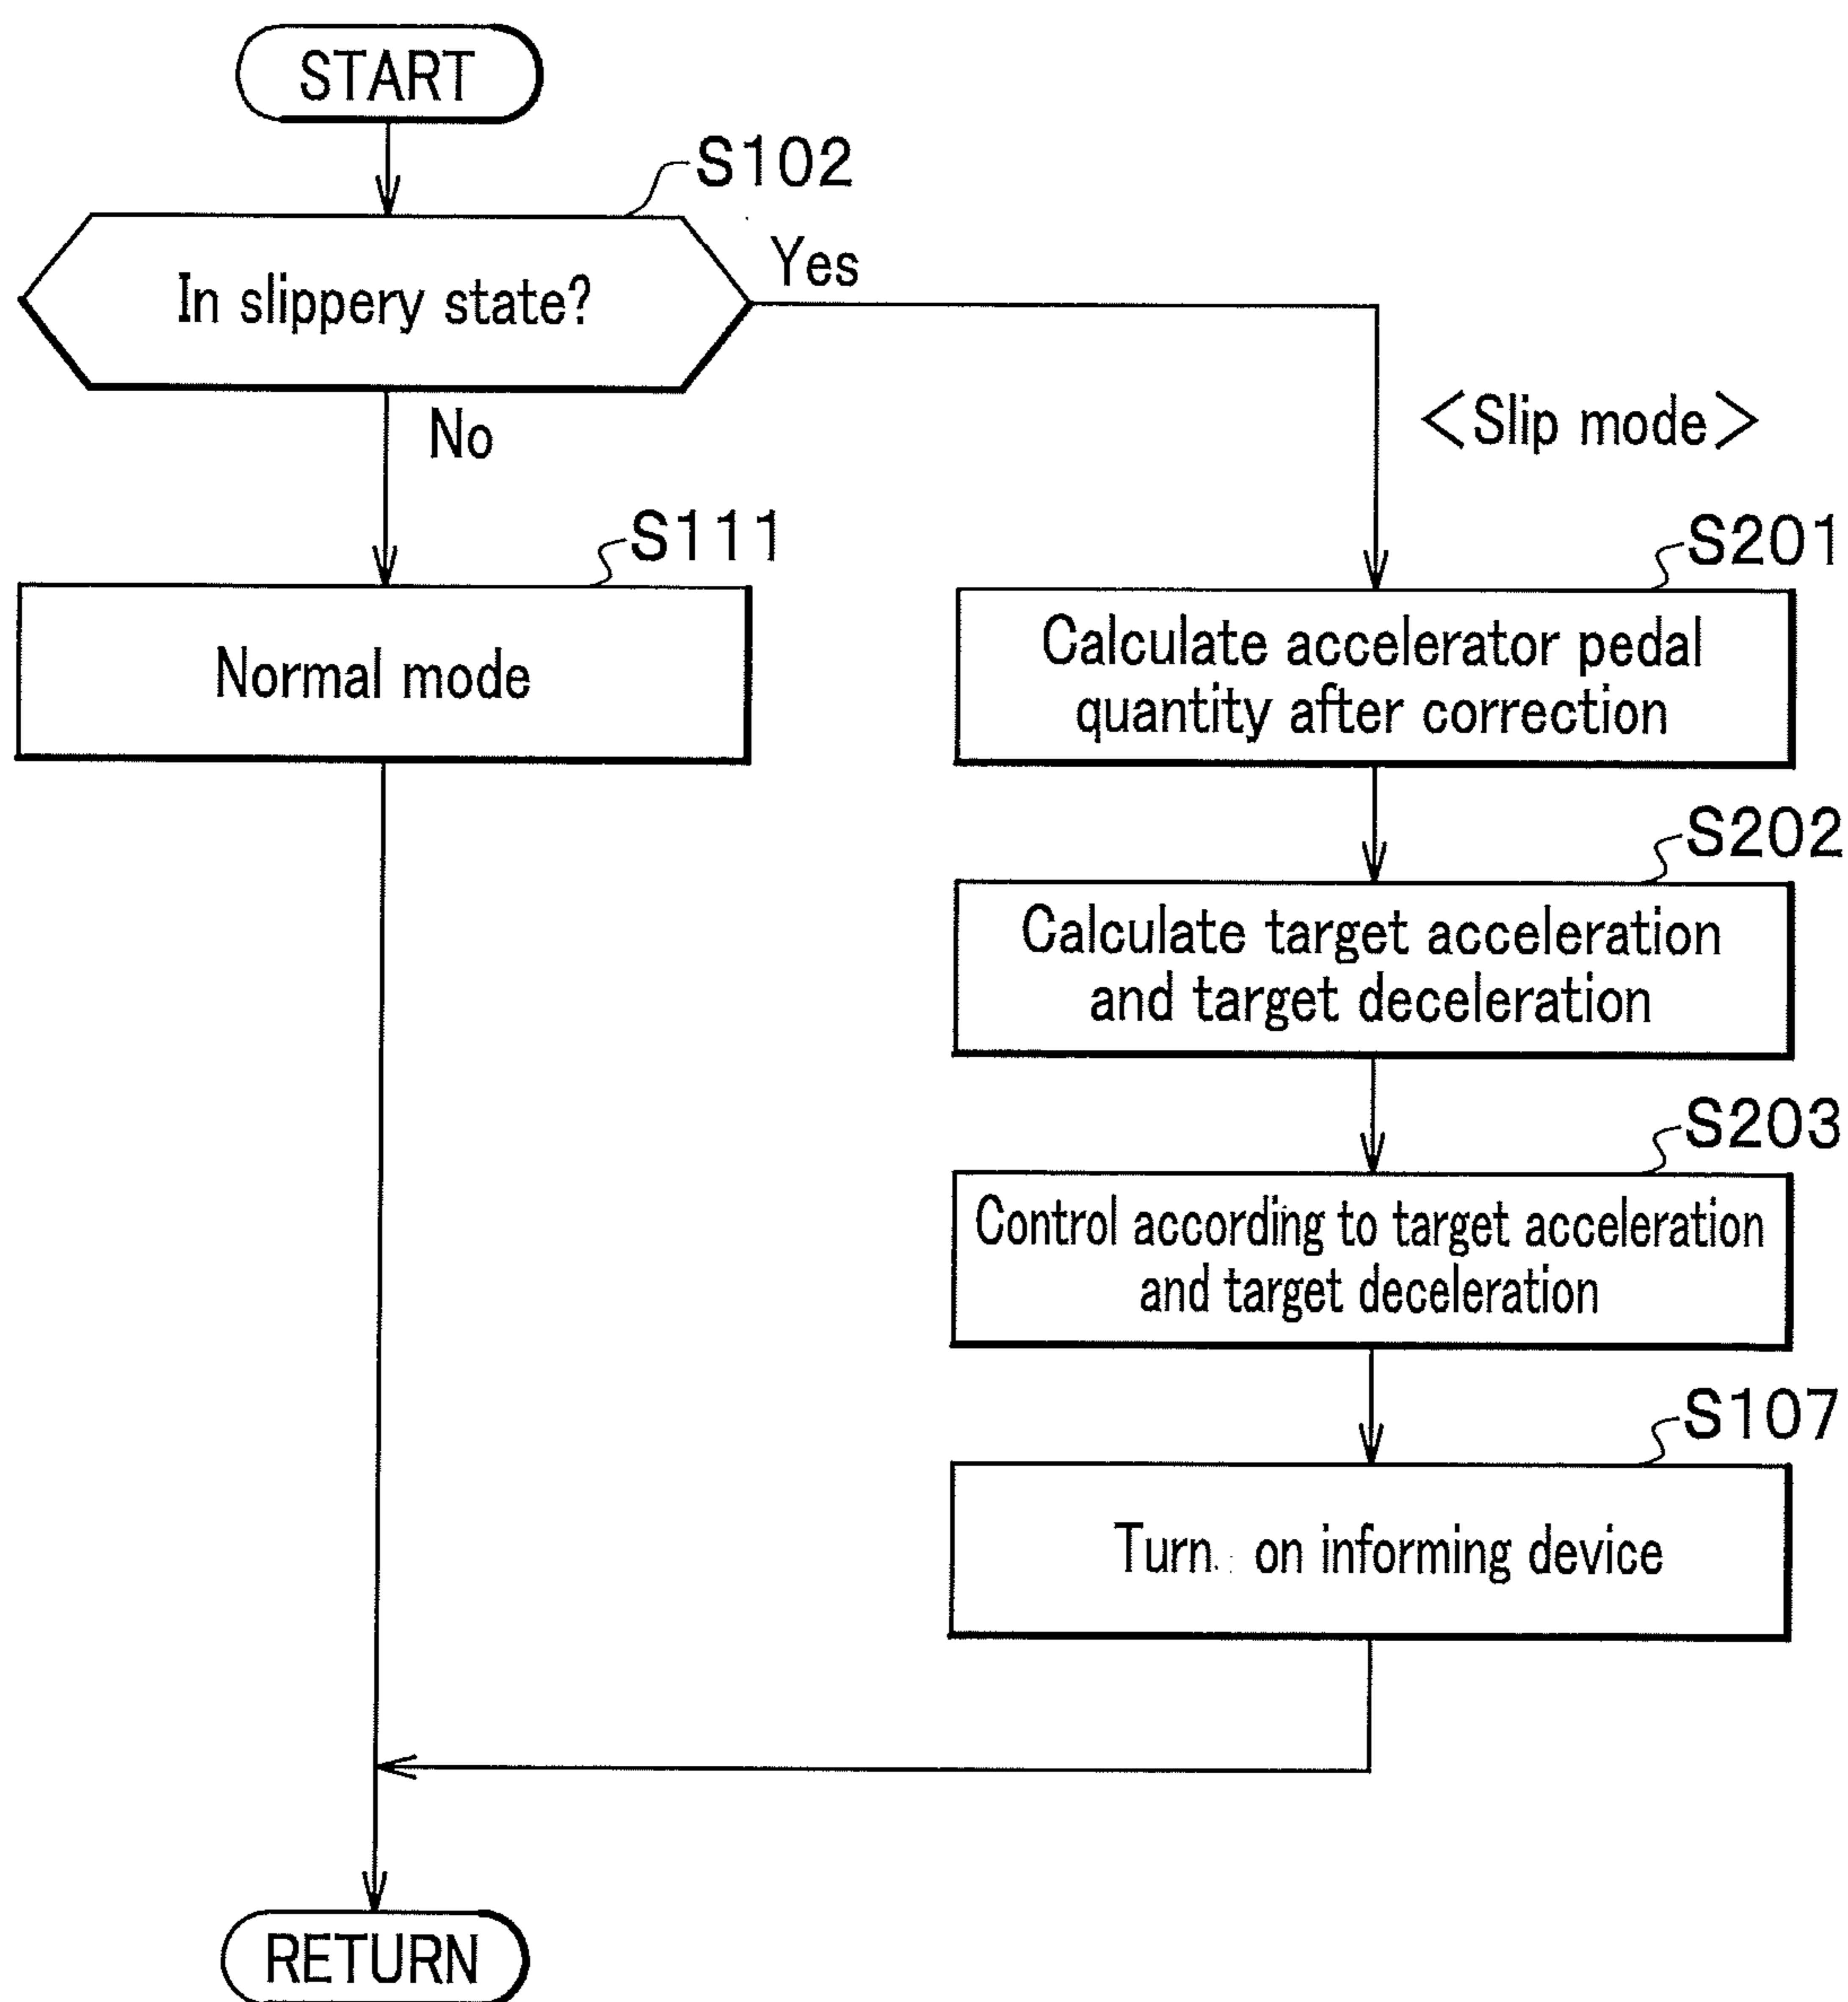 START
S102
In slippery state?
Yes
No
<Slip mode>
S111
Normal mode
S201
Calculate accelerator pedal
quantity after correction
S202
Calculate target acceleration
and target deceleration
S203
Control according to target acceleration
and target deceleration
S107
Turn on informing device
RETURN